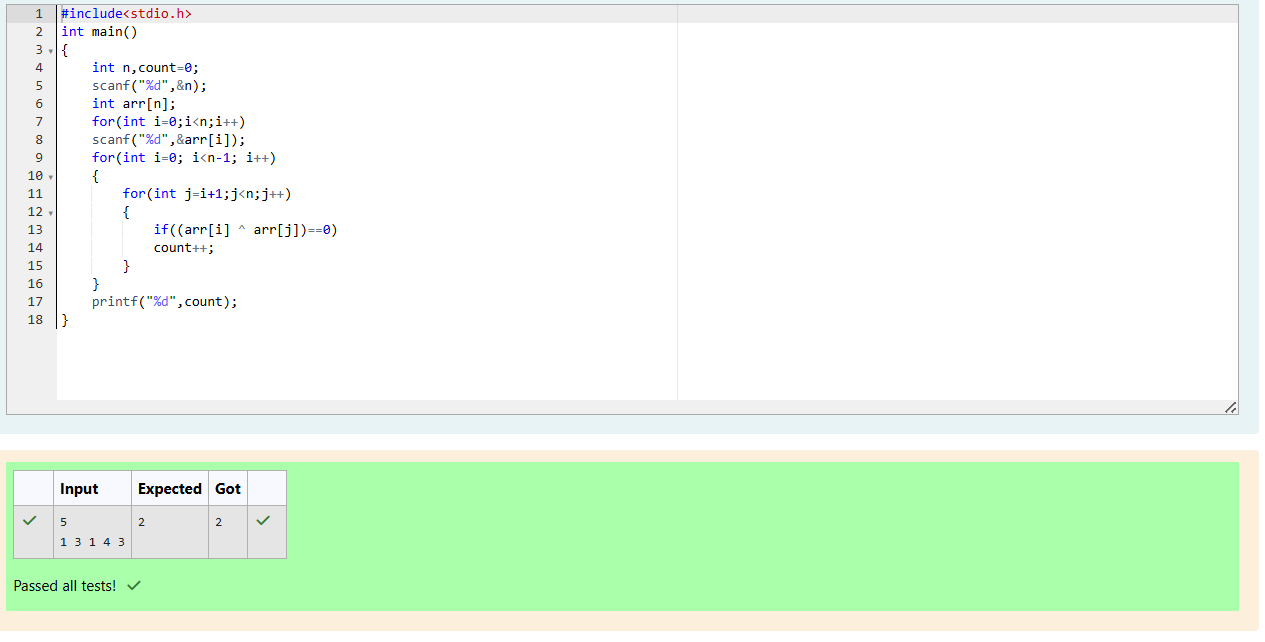 1 #include<stdio.h>
2 int main()
3 {
4     int n,count=0;
5     scanf("%d",&n);
6     int arr[n];
7     for(int i=0;i<n;i++)
8     scanf("%d",&arr[i]);
9     for(int i=0; i<n-1; i++)
10     {
11         for(int j=i+1;j<n;j++)
12         {
13             if((arr[i] ^ arr[j])==0)
14             count++;
15         }
16     }
17     printf("%d",count);
18 }
Input Expected Got
5 2 2
1 3 1 4 3
Passed all tests!